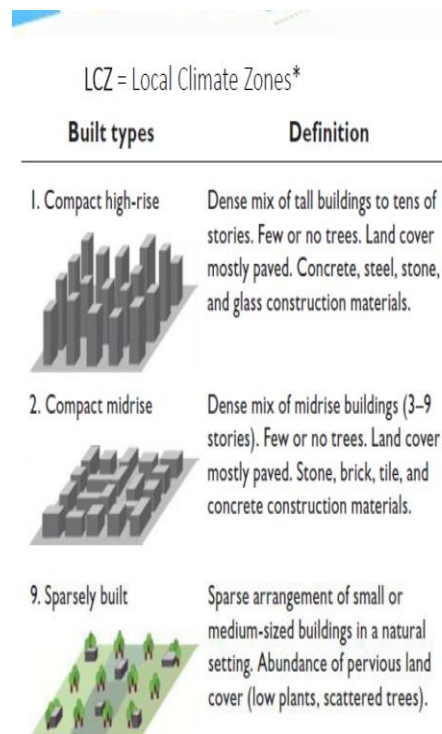 LCZ = Local Climate Zones*
Built types
Definition
1. Compact high-rise
Dense mix of tall buildings to tens of
stories. Few or no trees. Land cover
mostly paved. Concrete, steel, stone,
and glass construction materials.
2. Compact midrise
Dense mix of midrise buildings (3–9
stories). Few or no trees. Land cover
mostly paved. Stone, brick, tile, and
concrete construction materials.
9. Sparsely built
Sparse arrangement of small or
medium-sized buildings in a natural
setting. Abundance of pervious land
cover (low plants, scattered trees).